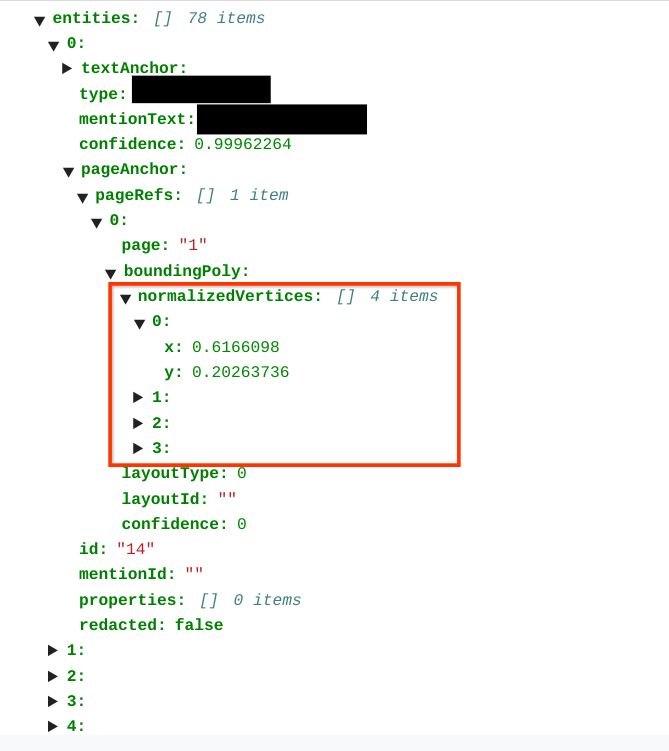 entities: [] 78 items
0:
textAnchor:
type:
mentionText:
confidence: 0.99962264
pageAnchor:
pageRefs: [] 1 item
0:
page: "1"
boundingPoly:
normalizedVertices: [] 4 items
0:
x: 0.6166098
y: 0.20263736
1:
2:
3:
layoutType: 0
layoutId: ""
confidence: 0
id: "14"
mentionId: ""
properties: [] 0 items
redacted: false
1:
2:
3:
4: